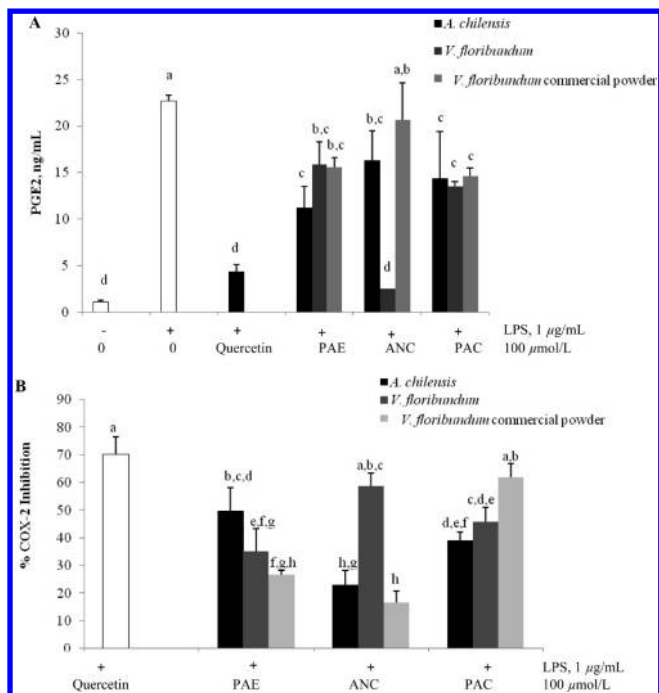 A
30
25
20
15
10
5
0
PGE2, ng/mL
A. chilensis
V. floribundum
V. floribundum commercial powder
d
a
d
c
b,c
b,c
b,c
d
a,b
c
c
c
- + + + + + LPS, 1 µg/mL
0 0 Quercetin PAE ANC PAC 100 µmol/L
B
90
80
70
60
50
40
30
20
10
0
% COX-2 Inhibition
A. chilensis
V. floribundum
V. floribundum commercial powder
a
b,c,d
e,f,g
f,g,h
h,g
a,b,c
h
d,e,f
c,d,e
a,b
+ + + + LPS, 1 µg/mL
Quercetin PAE ANC PAC 100 µmol/L